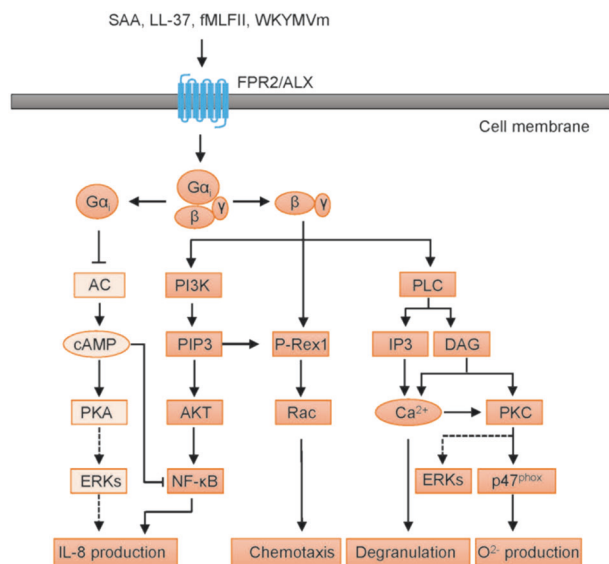 SAA, LL-37, fMLFII, WKYMVm
FPR2/ALX
Cell membrane
Gαi Gαi β γ β γ
AC PI3K PLC
cAMP PIP3 P-Rex1 IP3 DAG
PKA AKT Rac Ca2+ PKC
ERKs NF-κB ERKs p47phox
IL-8 production Chemotaxis Degranulation O2- production